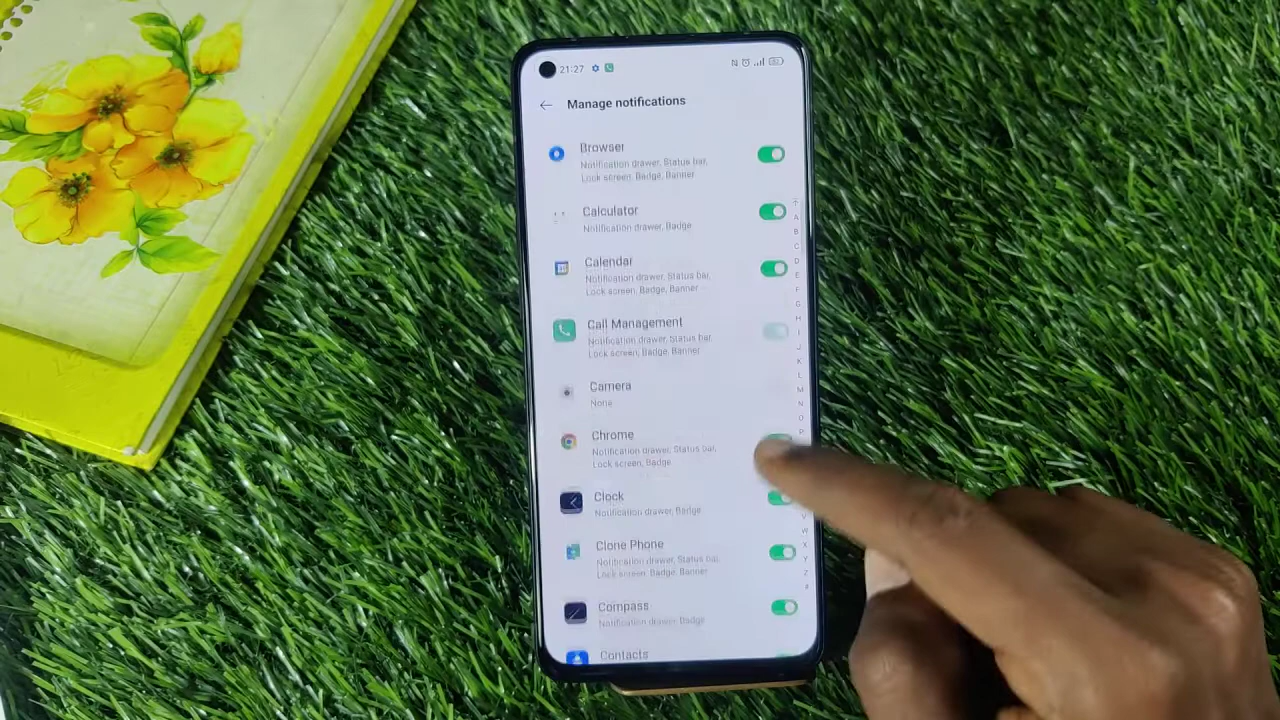 21:27
Manage notifications
Browser
Notification drawer, Status bar,
Lock screen, Badge, Banner
Calculator
Notification drawer, Badge
Calendar
Notification drawer, Status bar,
Lock screen, Badge, Banner
Call Management
Notification drawer, Status bar,
Lock screen, Badge, Banner
Camera
None
Chrome
Notification drawer, Status bar,
Lock screen, Badge
Clock
Notification drawer, Badge
Clone Phone
Notification drawer, Status bar,
Lock screen, Badge, Banner
Compass
Notification drawer, Badge
Contacts
A
B
C
D
E
F
G
H
I
J
K
L
M
N
O
P
V
W
X
Y
Z
#